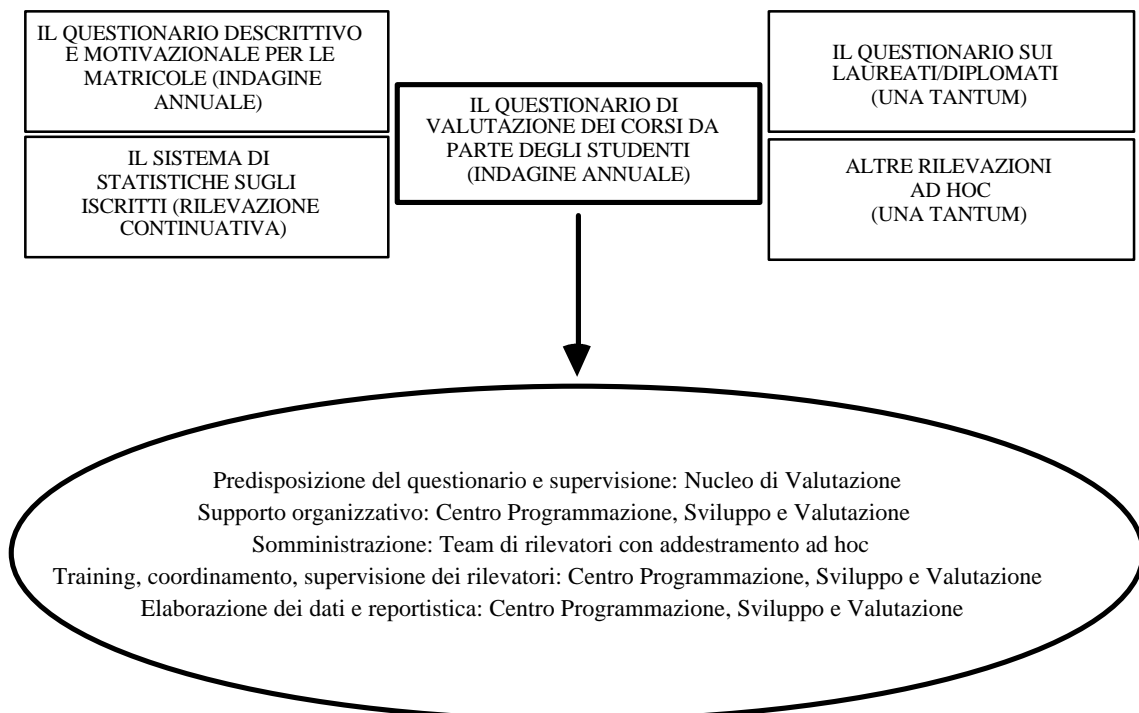 IL QUESTIONARIO DESCRITTIVO
E MOTIVAZIONALE PER LE
MATRICOLE (INDAGINE
ANNUALE)
IL SISTEMA DI
STATISTICHE SUGLI
ISCRITTI (RILEVAZIONE
CONTINUATIVA)
IL QUESTIONARIO DI
VALUTAZIONE DEI CORSI DA
PARTE DEGLI STUDENTI
(INDAGINE ANNUALE)
IL QUESTIONARIO SUI
LAUREATI/DIPLOMATI
(UNA TANTUM)
ALTRE RILEVAZIONI
AD HOC
(UNA TANTUM)
Predisposizione del questionario e supervisione: Nucleo di Valutazione
Supporto organizzativo: Centro Programmazione, Sviluppo e Valutazione
Somministrazione: Team di rilevatori con addestramento ad hoc
Training, coordinamento, supervisione dei rilevatori: Centro Programmazione, Sviluppo e Valutazione
Elaborazione dei dati e reportistica: Centro Programmazione, Sviluppo e Valutazione